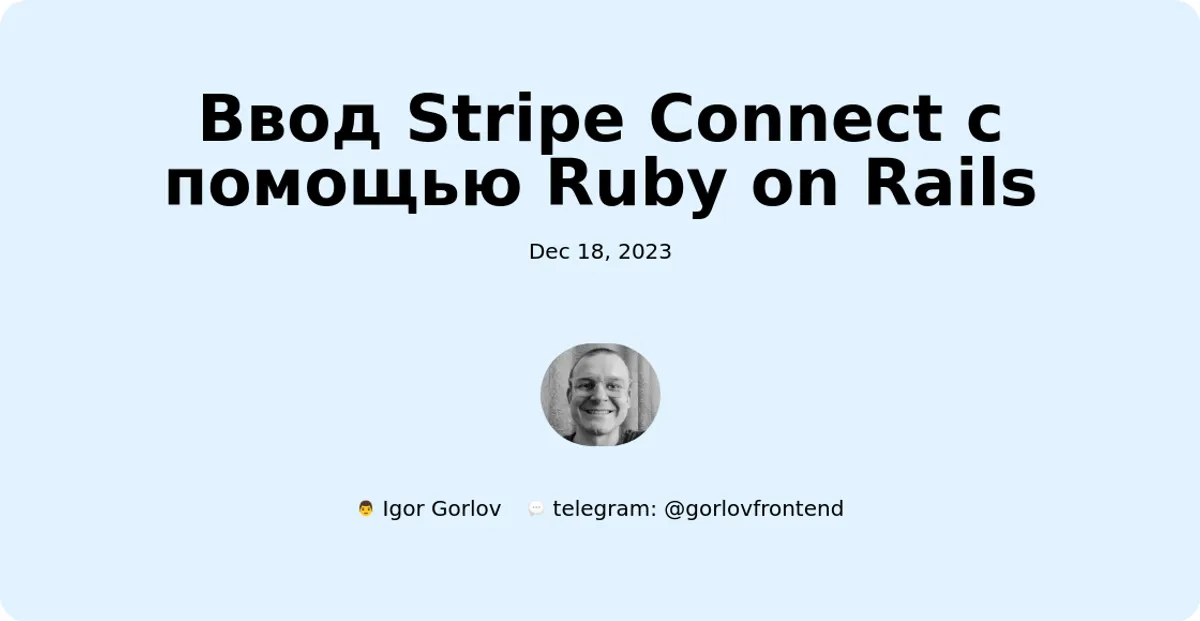 Ввод Stripe Connect с
помощью Ruby on Rails
Dec 18, 2023
👨 Igor Gorlov 💬 telegram: @gorlovfrontend